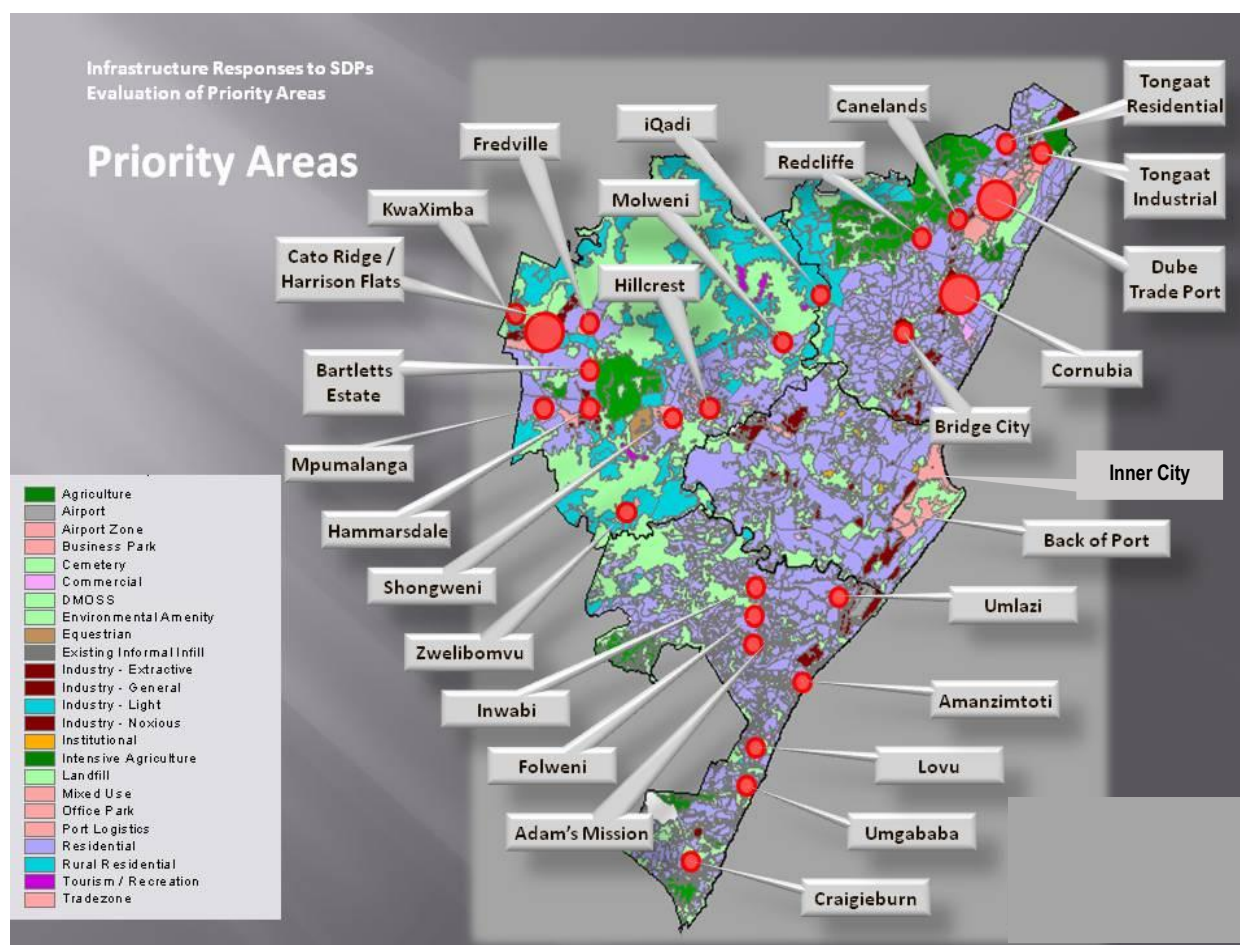 Infrastructure Responses to SDPs
Evaluation of Priority Areas
Priority Areas
Tongaat
Residential
Canelands
iQadi
Fredville
Redcliffe
Tongaat
Industrial
Molweni
KwaXimba
Cato Ridge /
Harrison Flats
Hillcrest
Dube
Trade Port
Bartletts
Estate
Cornubia
Bridge City
Mpumalanga
Inner City
Hammarsdale
Back of Port
Shongweni
Umlazi
Zwelibomvu
Inwabi
Amanzimtoti
Folweni
Lovu
Adam's Mission
Umgababa
Craigieburn
Agriculture
Airport
Airport Zone
Business Park
Cemetery
Commercial
DMOSS
Environmental Amenity
Equestrian
Existing Informal Infill
Industry - Extractive
Industry - General
Industry - Light
Industry - Noxious
Institutional
Intensive Agriculture
Landfill
Mixed Use
Office Park
Port Logistics
Residential
Rural Residential
Tourism / Recreation
Tradezone